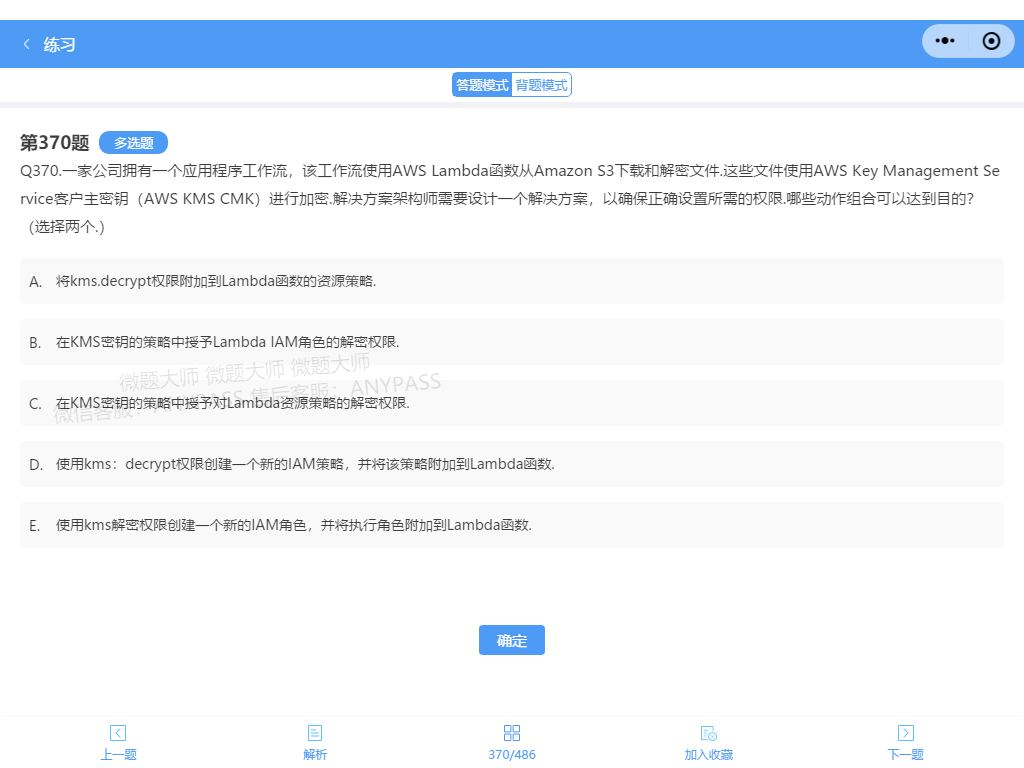 练习
答题模式 背题模式
第370题 多选题
Q370.一家公司拥有一个应用程序工作流，该工作流使用AWS Lambda函数从Amazon S3下载和解密文件.这些文件使用AWS Key Management Se
rvice客户主密钥（AWS KMS CMK）进行加密.解决方案架构师需要设计一个解决方案，以确保正确设置所需的权限.哪些动作组合可以达到目的?
（选择两个.）
A. 将kms.decrypt权限附加到Lambda函数的资源策略.
B. 在KMS密钥的策略中授予Lambda IAM角色的解密权限.
微题大师 微题大师 微题大师
微信客服：ANYPASS 售后客服：ANYPASS
C. 在KMS密钥的策略中授予对Lambda资源策略的解密权限.
D. 使用kms：decrypt权限创建一个新的IAM策略，并将该策略附加到Lambda函数.
E. 使用kms解密权限创建一个新的IAM角色，并将执行角色附加到Lambda函数.
确定
上一题 解析 370/486 加入收藏 下一题